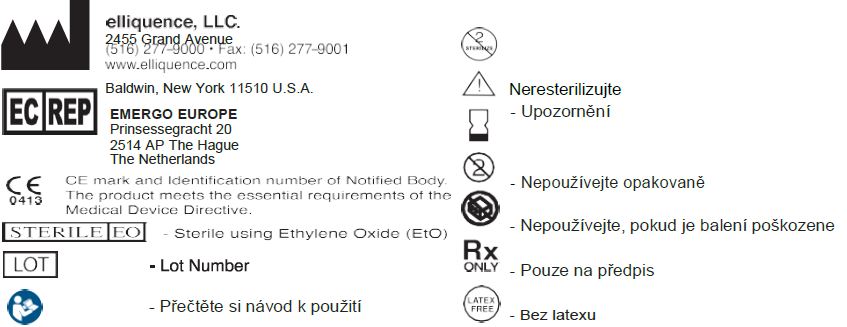 elliquence, LLC.
2455 Grand Avenue
(516) 277-9000 • Fax: (516) 277-9001
www.elliquence.com
Baldwin, New York 11510 U.S.A.
EC REP
EMERGO EUROPE
Prinsessegracht 20
2514 AP The Hague
The Netherlands
CE
0413
CE mark and Identification number of Notified Body.
The product meets the essential requirements of the
Medical Device Directive.
STERILE EO - Sterile using Ethylene Oxide (EtO)
LOT - Lot Number
- Přečtěte si návod k použití
2
STERILIZE
Neresterilizujte
- Upozornění
2
- Nepoužívejte opakovaně
- Nepoužívejte, pokud je balení poškozene
Rx
ONLY
- Pouze na předpis
LATEX
FREE
- Bez latexu